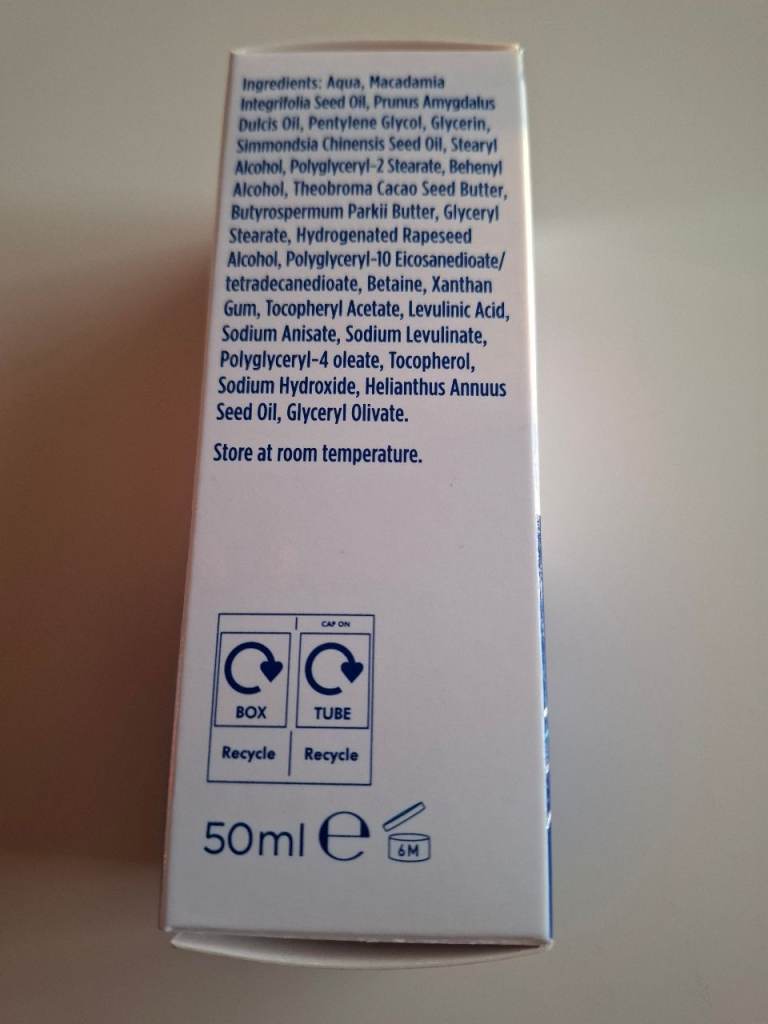 Ingredients: Aqua, Macadamia
Integrifolia Seed Oil, Prunus Amygdalus
Dulcis Oil, Pentylene Glycol, Glycerin,
Simmondsia Chinensis Seed Oil, Stearyl
Alcohol, Polyglyceryl-2 Stearate, Behenyl
Alcohol, Theobroma Cacao Seed Butter,
Butyrospermum Parkii Butter, Glyceryl
Stearate, Hydrogenated Rapeseed
Alcohol, Polyglyceryl-10 Eicosanedioate/
tetradecanedioate, Betaine, Xanthan
Gum, Tocopheryl Acetate, Levulinic Acid,
Sodium Anisate, Sodium Levulinate,
Polyglyceryl-4 oleate, Tocopherol,
Sodium Hydroxide, Helianthus Annuus
Seed Oil, Glyceryl Olivate.
Store at room temperature.
CAP ON
BOX TUBE
Recycle Recycle
50ml e 6M